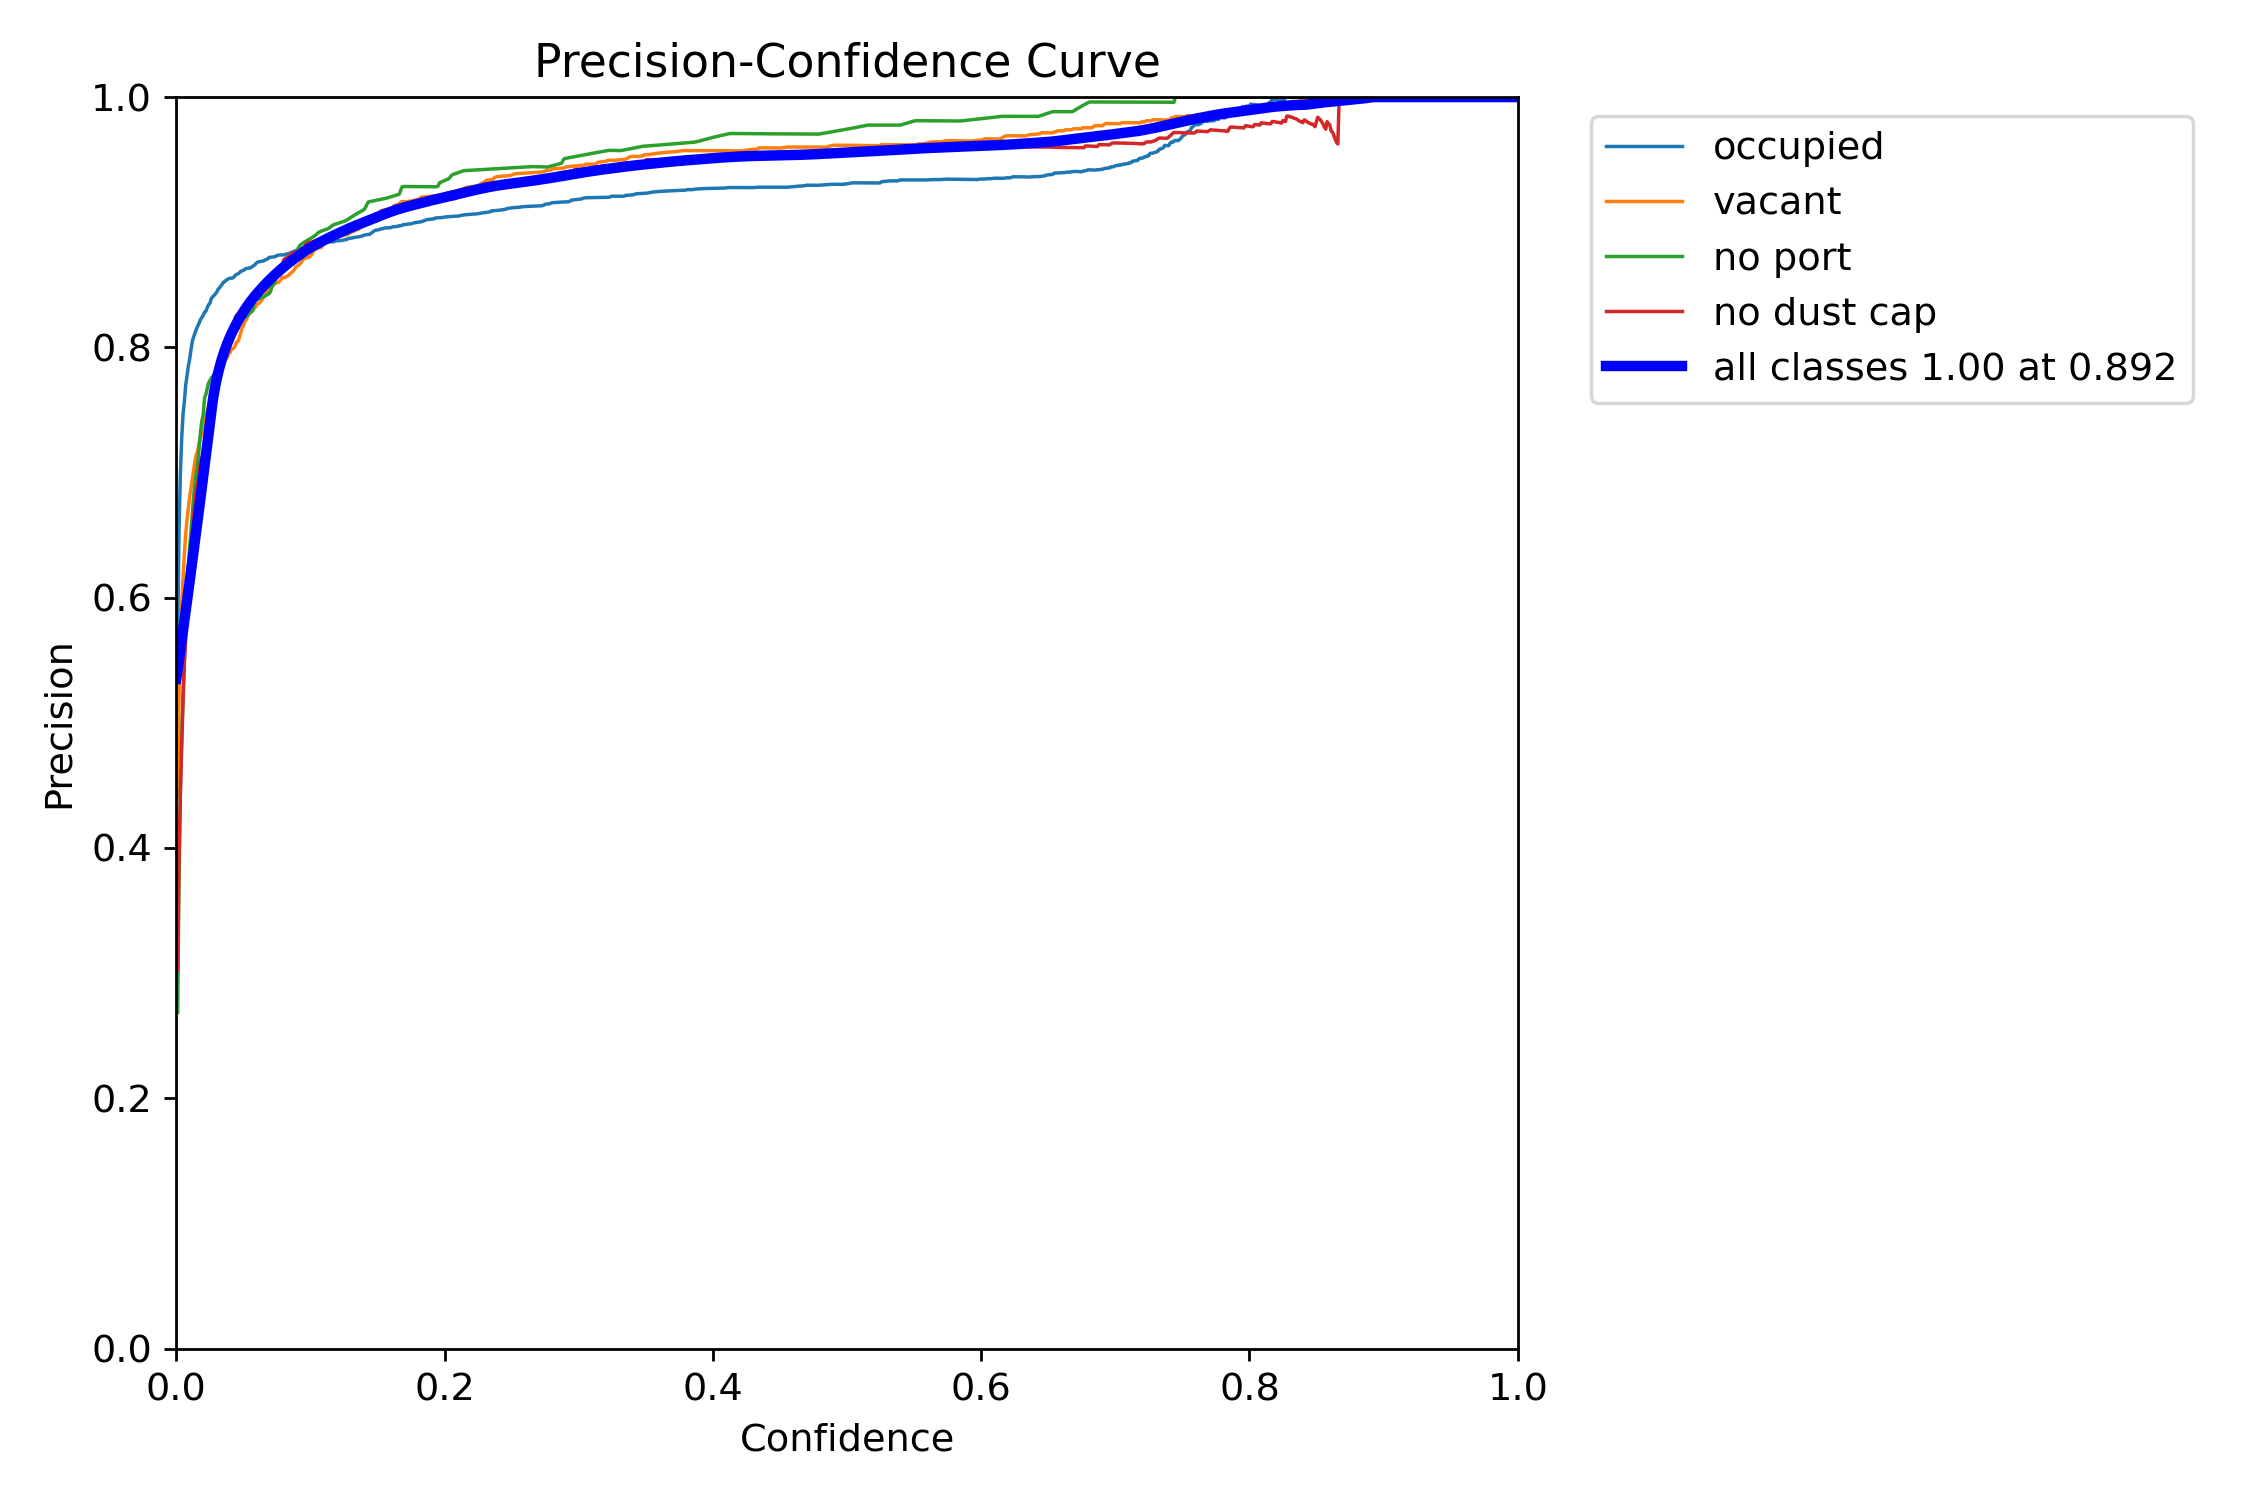 Precision-Confidence Curve
1.0
0.8
0.6
0.4
0.2
0.0
Precision
0.0 0.2 0.4 0.6 0.8 1.0
Confidence
occupied
vacant
no port
no dust cap
all classes 1.00 at 0.892